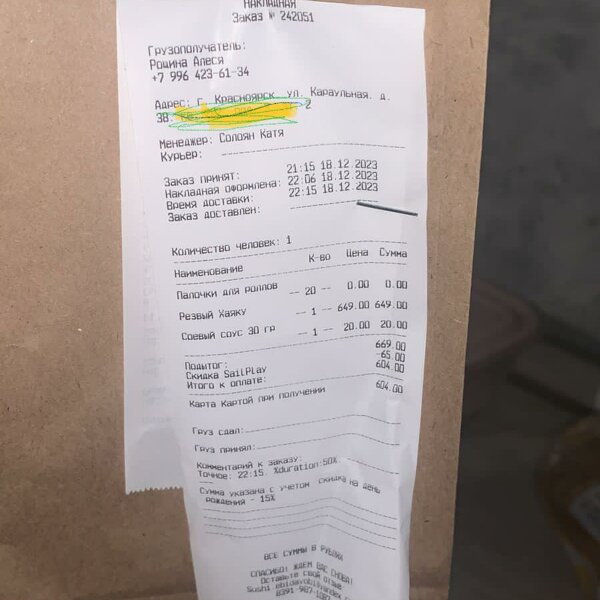 НАКЛАДНАЯ
Заказ № 242051
Грузополучатель:
Рощина Алеся
+7 996 423-61-34
Адрес: г. Красноярск, ул. Караульная, д.
38, 2
Менеджер: Солоян Катя
Курьер:
Заказ принят: 21:15 18.12.2023
Накладная оформлена: 22:06 18.12.2023
Время доставки: 22:15 18.12.2023
Заказ доставлен:
Количество человек: 1
Наименование К-во Цена Сумма
Палочки для роллов -- 20 -- 0.00 0.00
Резвый Хаяку -- 1 -- 649.00 649.00
Соевый соус 30 гр -- 1 -- 20.00 20.00
Подытог: 669.00
Скидка SailPlay -65.00
Итого к оплате: 604.00
Карта Картой при получении 604.00
Груз сдал:
Груз принял:
Комментарий к заказу:
Точное: 22:15. %duration:50%
Сумма указана с учетом скидка на день
рождения - 15%
ВСЕ СУММЫ В РУБЛЯХ
СПАСИБО! ЖДЕМ ВАС СНОВА!
Оставьте свой отзыв